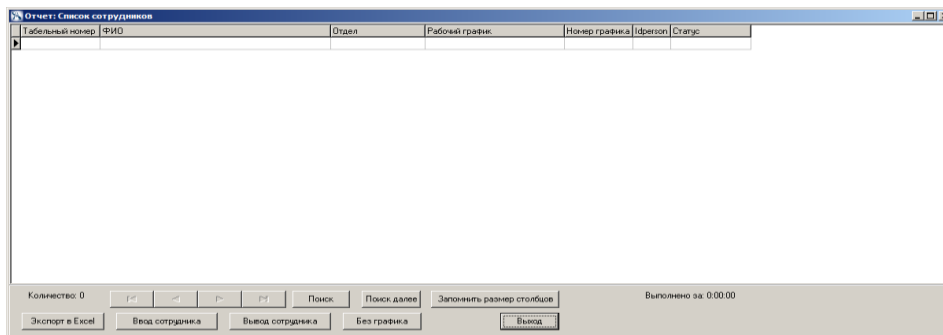 Отчет: Список сотрудников
Табельный номер ФИО Отдел Рабочий график Номер графика Idperson Статус
Количество: 0 Поиск Поиск далее Запомнить размер столбцов Выполнено за: 0:00:00
Экспорт в Excel Ввод сотрудника Вывод сотрудника Без графика Выход